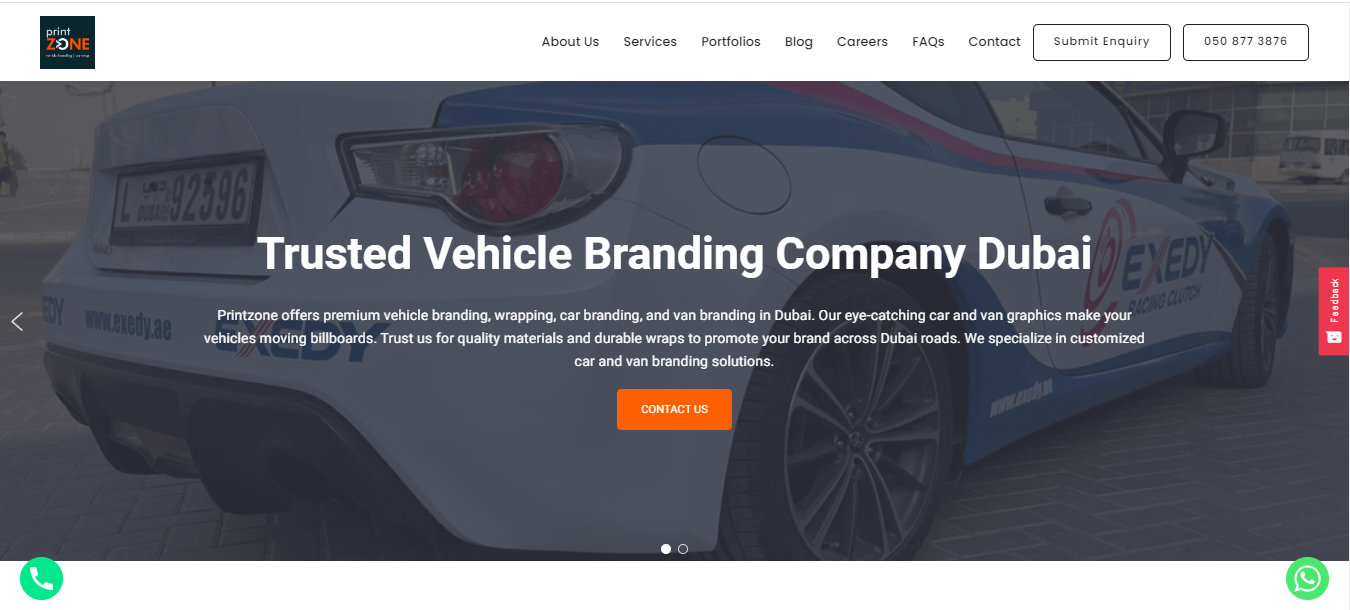 print
ZONE
About Us
Services
Portfolios
Blog
Careers
FAQs
Contact
Submit Enquiry
050 877 3876
L DUBAI 92596
Trusted Vehicle Branding Company Dubai
EXEDY
RACING CLUTCH
Feedback
Printzone offers premium vehicle branding, wrapping, car branding, and van branding in Dubai. Our eye-catching car and van graphics make your
vehicles moving billboards. Trust us for quality materials and durable wraps to promote your brand across Dubai roads. We specialize in customized
car and van branding solutions.
EDY
www.exedy.ae
EXEDY
www.exedy.ae
CONTACT US